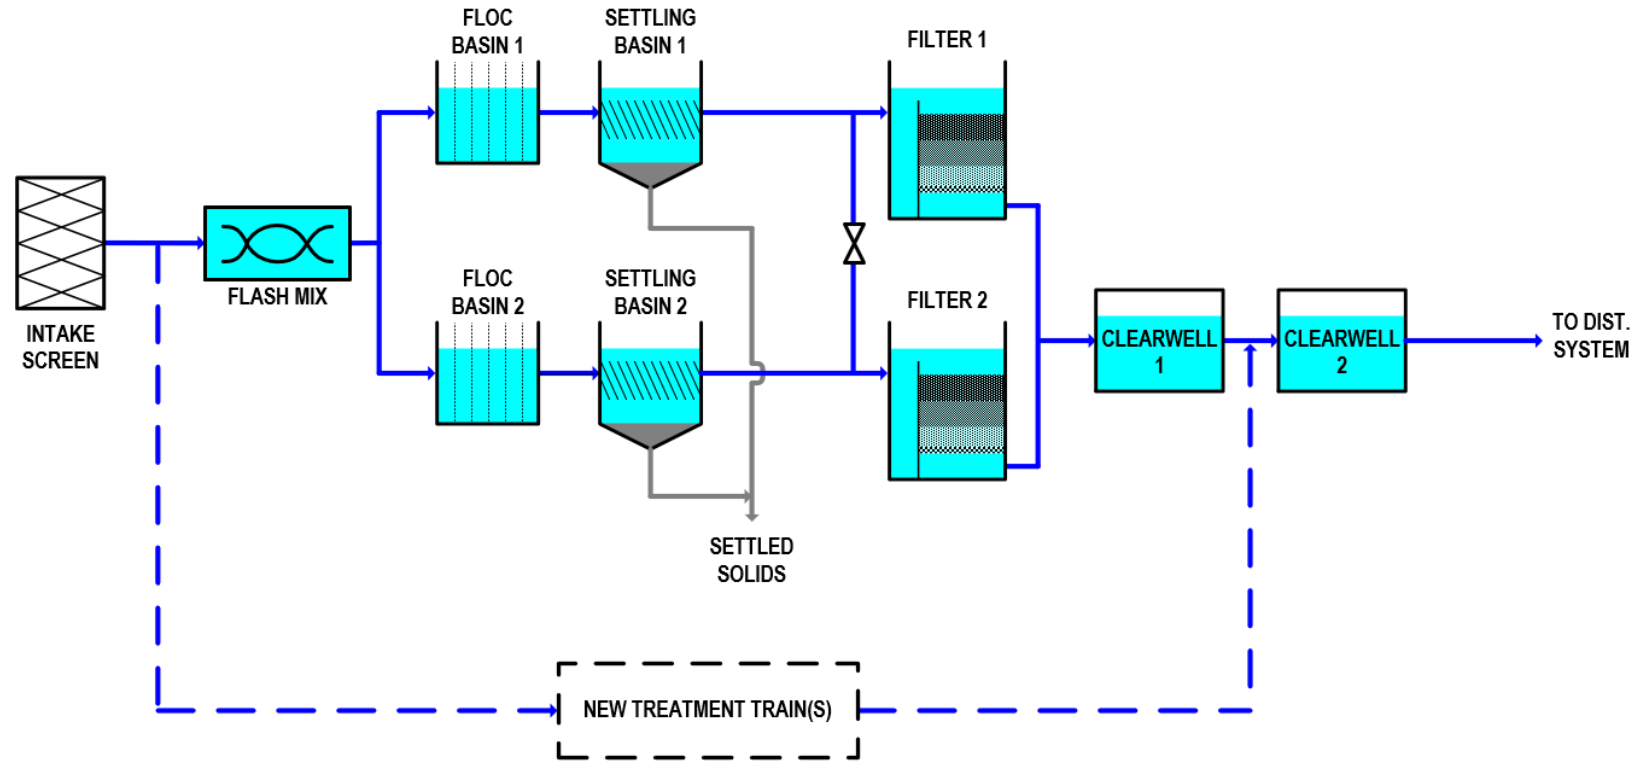 FLOC
BASIN 1
SETTLING
BASIN 1
FILTER 1
INTAKE
SCREEN
FLASH MIX
FLOC
BASIN 2
SETTLING
BASIN 2
FILTER 2
CLEARWELL
1
CLEARWELL
2
TO DIST.
SYSTEM
SETTLED
SOLIDS
NEW TREATMENT TRAIN(S)